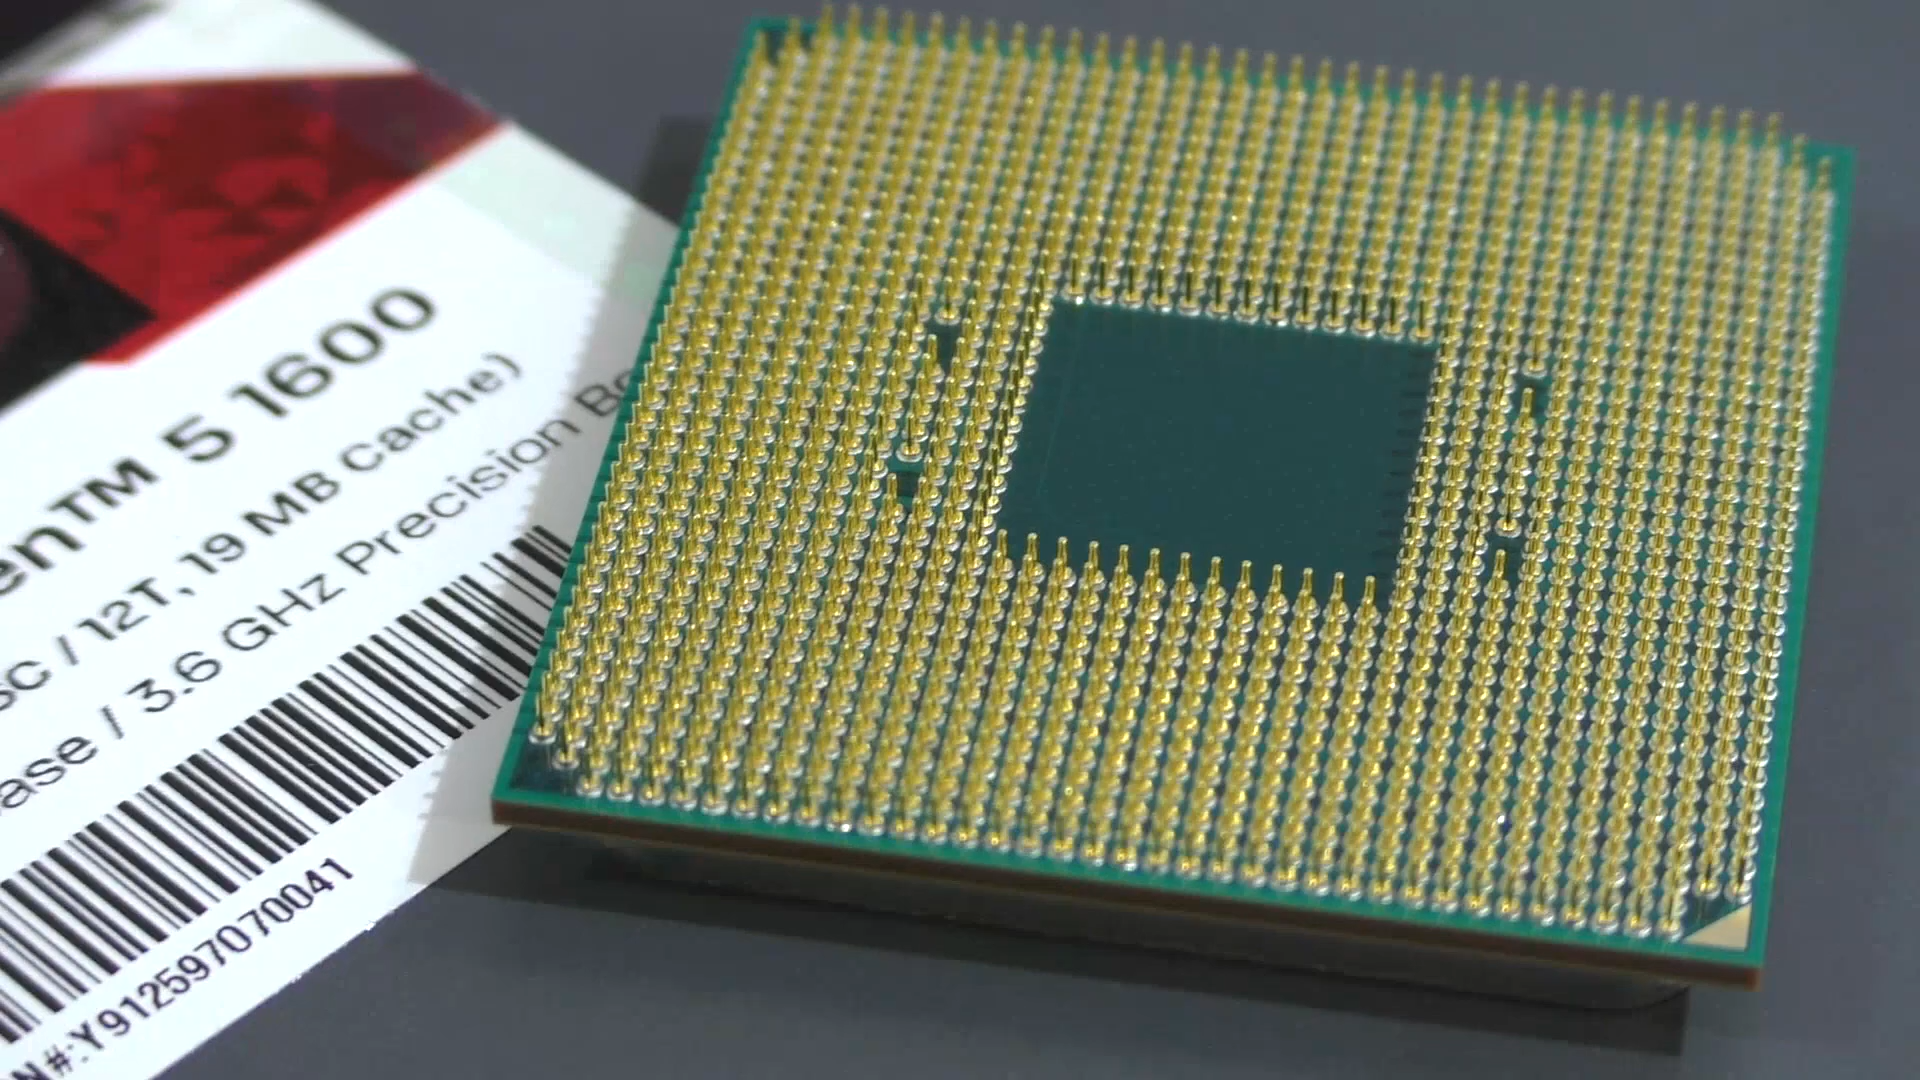 en™ 5 1600
6C / 12T, 19 MB Cache)
ase / 3.6 GHz Precision Bo
N#:Y912597070041